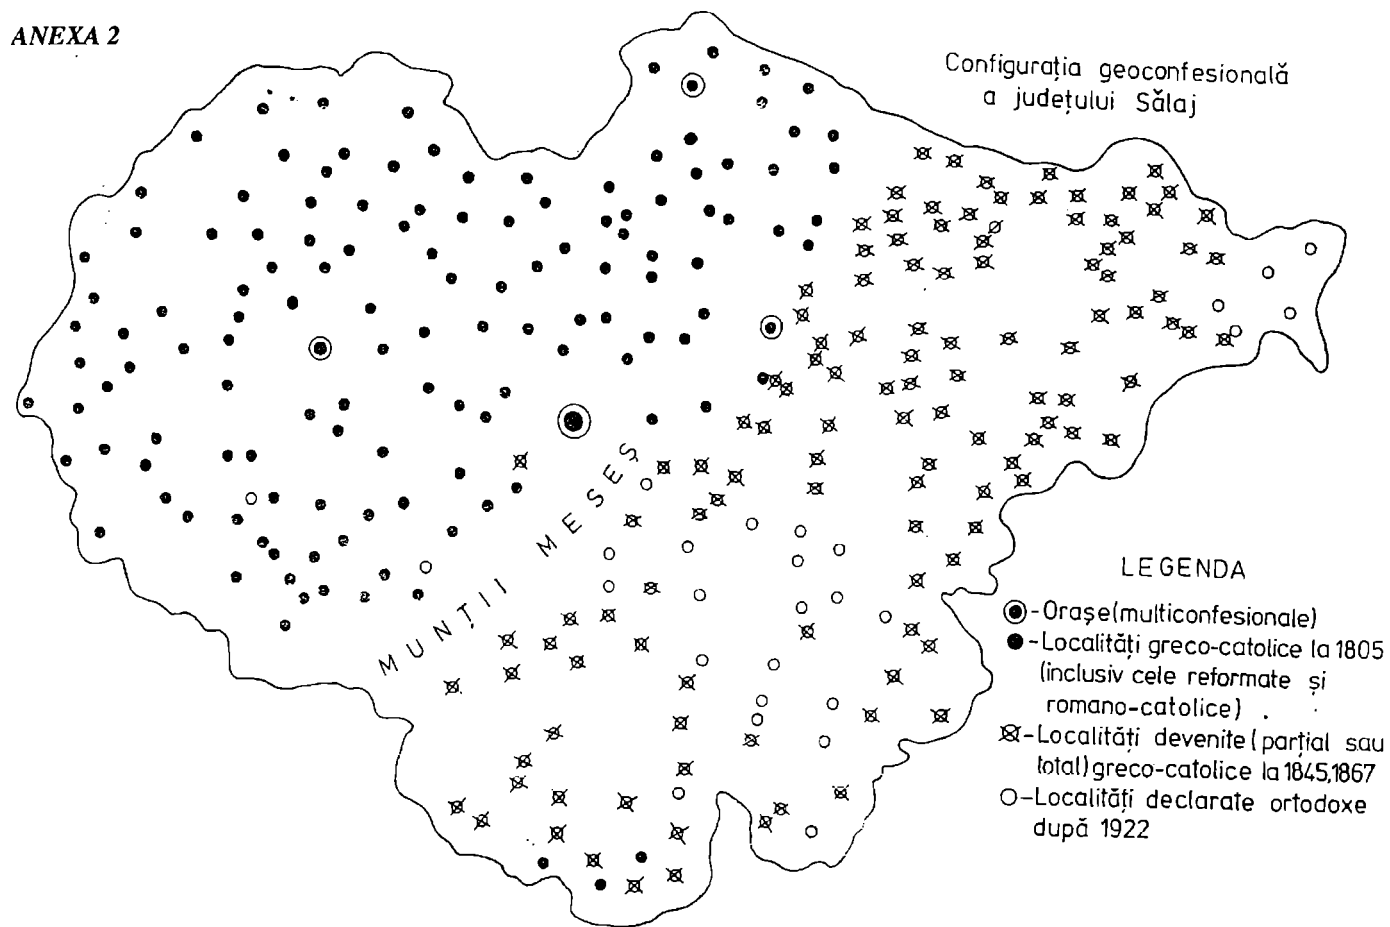 ANEXA 2
Configurația geoconfesională
a județului Sălaj
MUNȚII MESEȘ
LEGENDA
-Orașe(multiconfesionale)
-Localități greco-catolice la 1805
(inclusiv cele reformate și
romano-catolice) .
-Localități devenite(parțial sau
total) greco-catolice la 1845,1867
-Localități declarate ortodoxe
după 1922